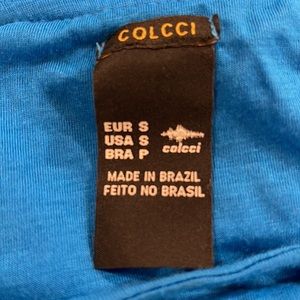 COLCCI
EUR S
USA S
BRA P
colcci
MADE IN BRAZIL
FEITO NO BRASIL